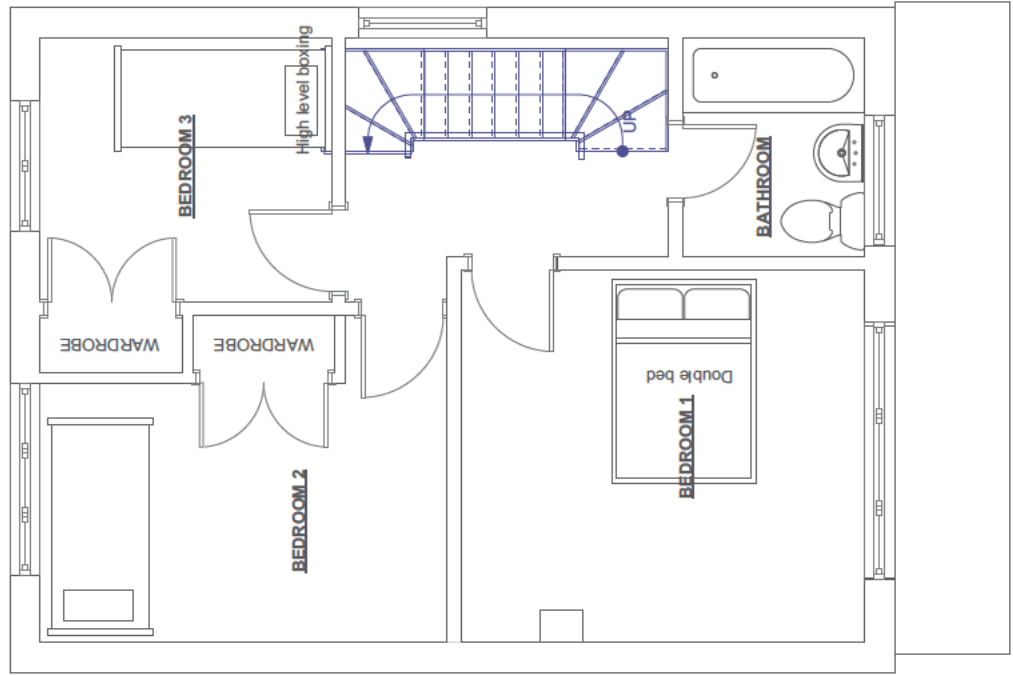 High level boxing
BEDROOM 3
UP
BATHROOM
WARDROBE
WARDROBE
Double bed
BEDROOM 1
BEDROOM 2